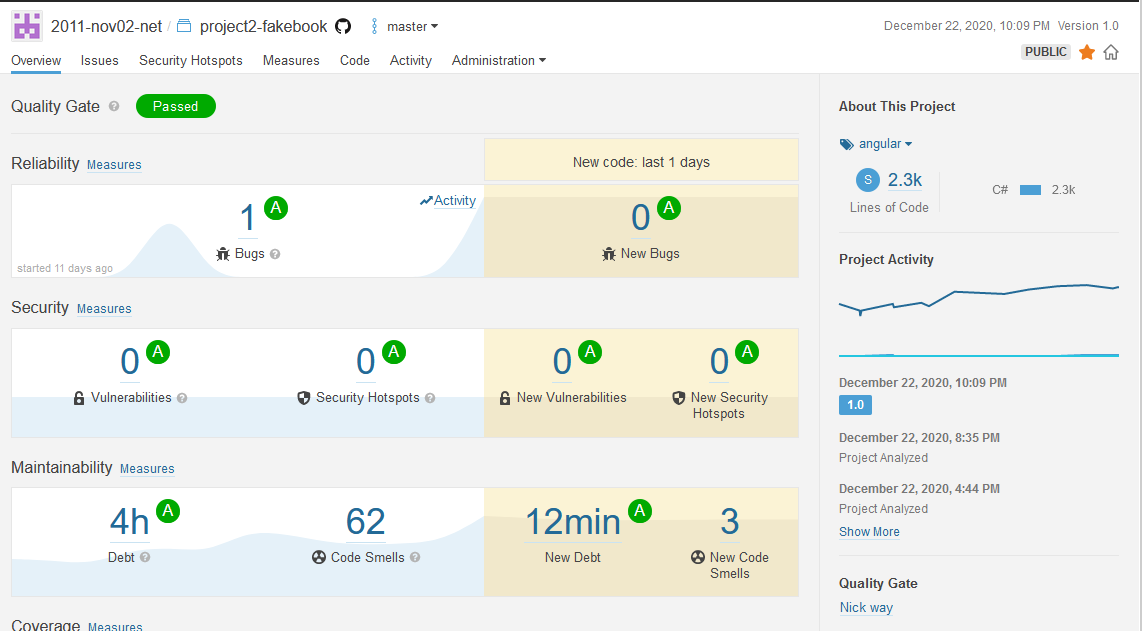 2011-nov02-net / project2-fakebook master
December 22, 2020, 10:09 PM Version 1.0
PUBLIC
Overview Issues Security Hotspots Measures Code Activity Administration
Quality Gate ? Passed
Reliability Measures
New code: last 1 days
Activity
1 A
Bugs ?
started 11 days ago
0 A
New Bugs
Security Measures
0 A
Vulnerabilities ?
0 A
Security Hotspots ?
0 A
New Vulnerabilities
0 A
New Security
Hotspots
Maintainability Measures
4h A
Debt ?
62
Code Smells ?
12min A
New Debt
3
New Code
Smells
Coverage Measures
About This Project
angular
S 2.3k
Lines of Code
C# 2.3k
Project Activity
December 22, 2020, 10:09 PM
1.0
December 22, 2020, 8:35 PM
Project Analyzed
December 22, 2020, 4:44 PM
Project Analyzed
Show More
Quality Gate
Nick way